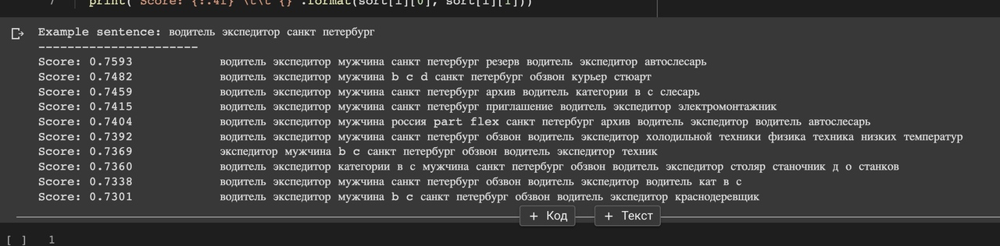 7 print("Score: {:.4f} \t\t {}".format(sort[i][0], sort[i][1]))
Example sentence: водитель экспедитор санкт петербург
----------------------
Score: 0.7593 водитель экспедитор мужчина санкт петербург резерв водитель экспедитор автослесарь
Score: 0.7482 водитель экспедитор мужчина b c d санкт петербург обзвон курьер стюарт
Score: 0.7459 водитель экспедитор мужчина санкт петербург архив водитель категории в с слесарь
Score: 0.7415 водитель экспедитор мужчина санкт петербург приглашение водитель экспедитор электромонтажник
Score: 0.7404 водитель экспедитор мужчина россия part flex санкт петербург архив водитель экспедитор водитель автослесарь
Score: 0.7392 водитель экспедитор мужчина санкт петербург обзвон водитель экспедитор холодильной техники физика техника низких температур
Score: 0.7369 экспедитор мужчина b c санкт петербург обзвон водитель экспедитор техник
Score: 0.7360 водитель экспедитор категории в с мужчина санкт петербург обзвон водитель экспедитор столяр станочник д о станков
Score: 0.7338 водитель экспедитор мужчина санкт петербург обзвон водитель экспедитор водитель кат в с
Score: 0.7301 водитель экспедитор мужчина b c санкт петербург обзвон водитель экспедитор краснодеревщик
+ Код + Текст
[ ] 1